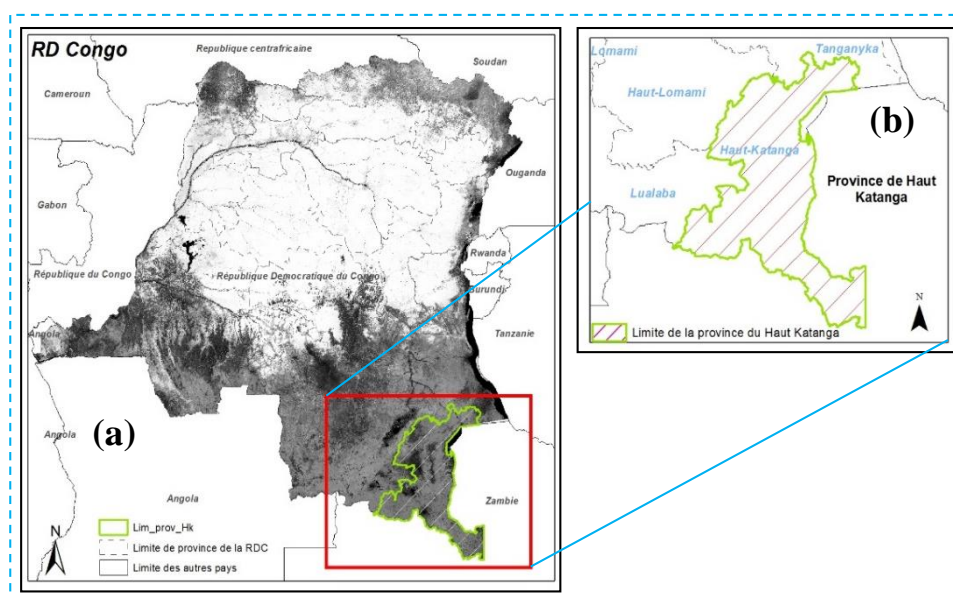 RD Congo
Republique centrafricaine
Soudan
Cameroun
Ouganda
Gabon
Rwanda
République du Congo
République Democratique du Congo
Burundi
Angola
Tanzanie
Angola
(a)
Angola
Zambie
N
Lim_prov_Hk
Limite de province de la RDC
Limite des autres pays
Lomami
Tanganyka
Haut-Lomami
(b)
Haut-Katanga
Lualaba
Province de Haut
Katanga
N
Limite de la province du Haut Katanga